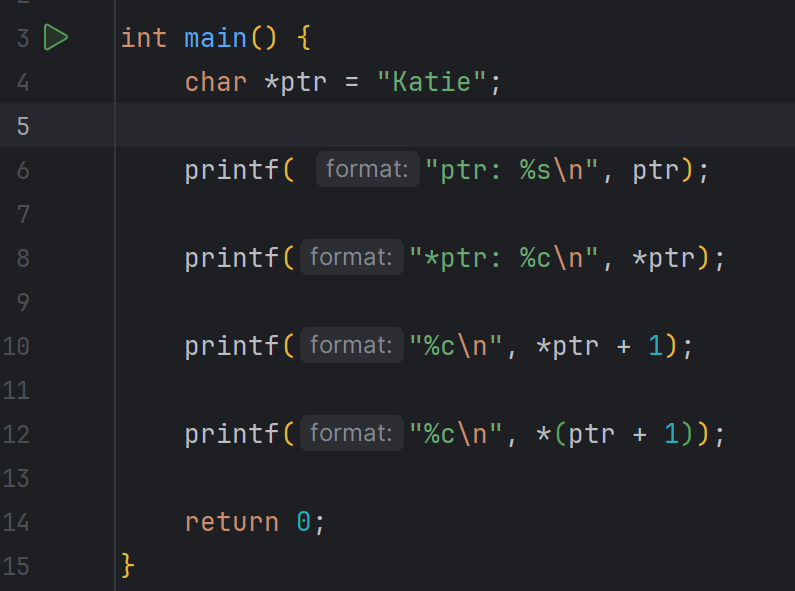 3 int main() {
4 char *ptr = "Katie";
5
6 printf( format: "ptr: %s\n", ptr);
7
8 printf( format: "*ptr: %c\n", *ptr);
9
10 printf( format: "%c\n", *ptr + 1);
11
12 printf( format: "%c\n", *(ptr + 1));
13
14 return 0;
15 }